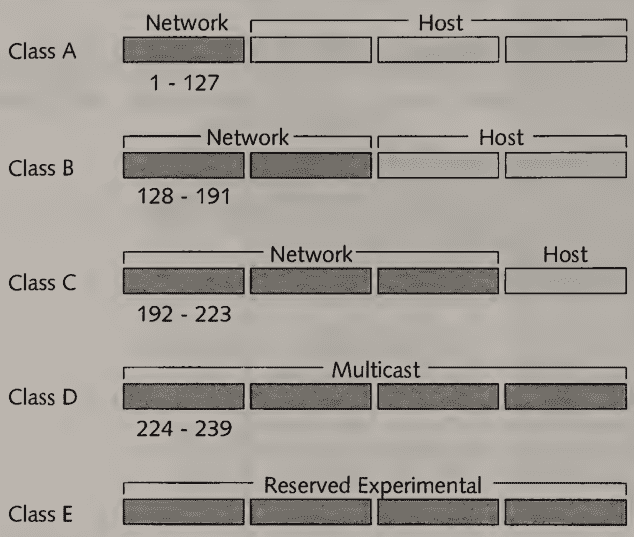 Network Host
Class A
1 - 127
Network Host
Class B
128 - 191
Network Host
Class C
192 - 223
Multicast
Class D
224 - 239
Reserved Experimental
Class E